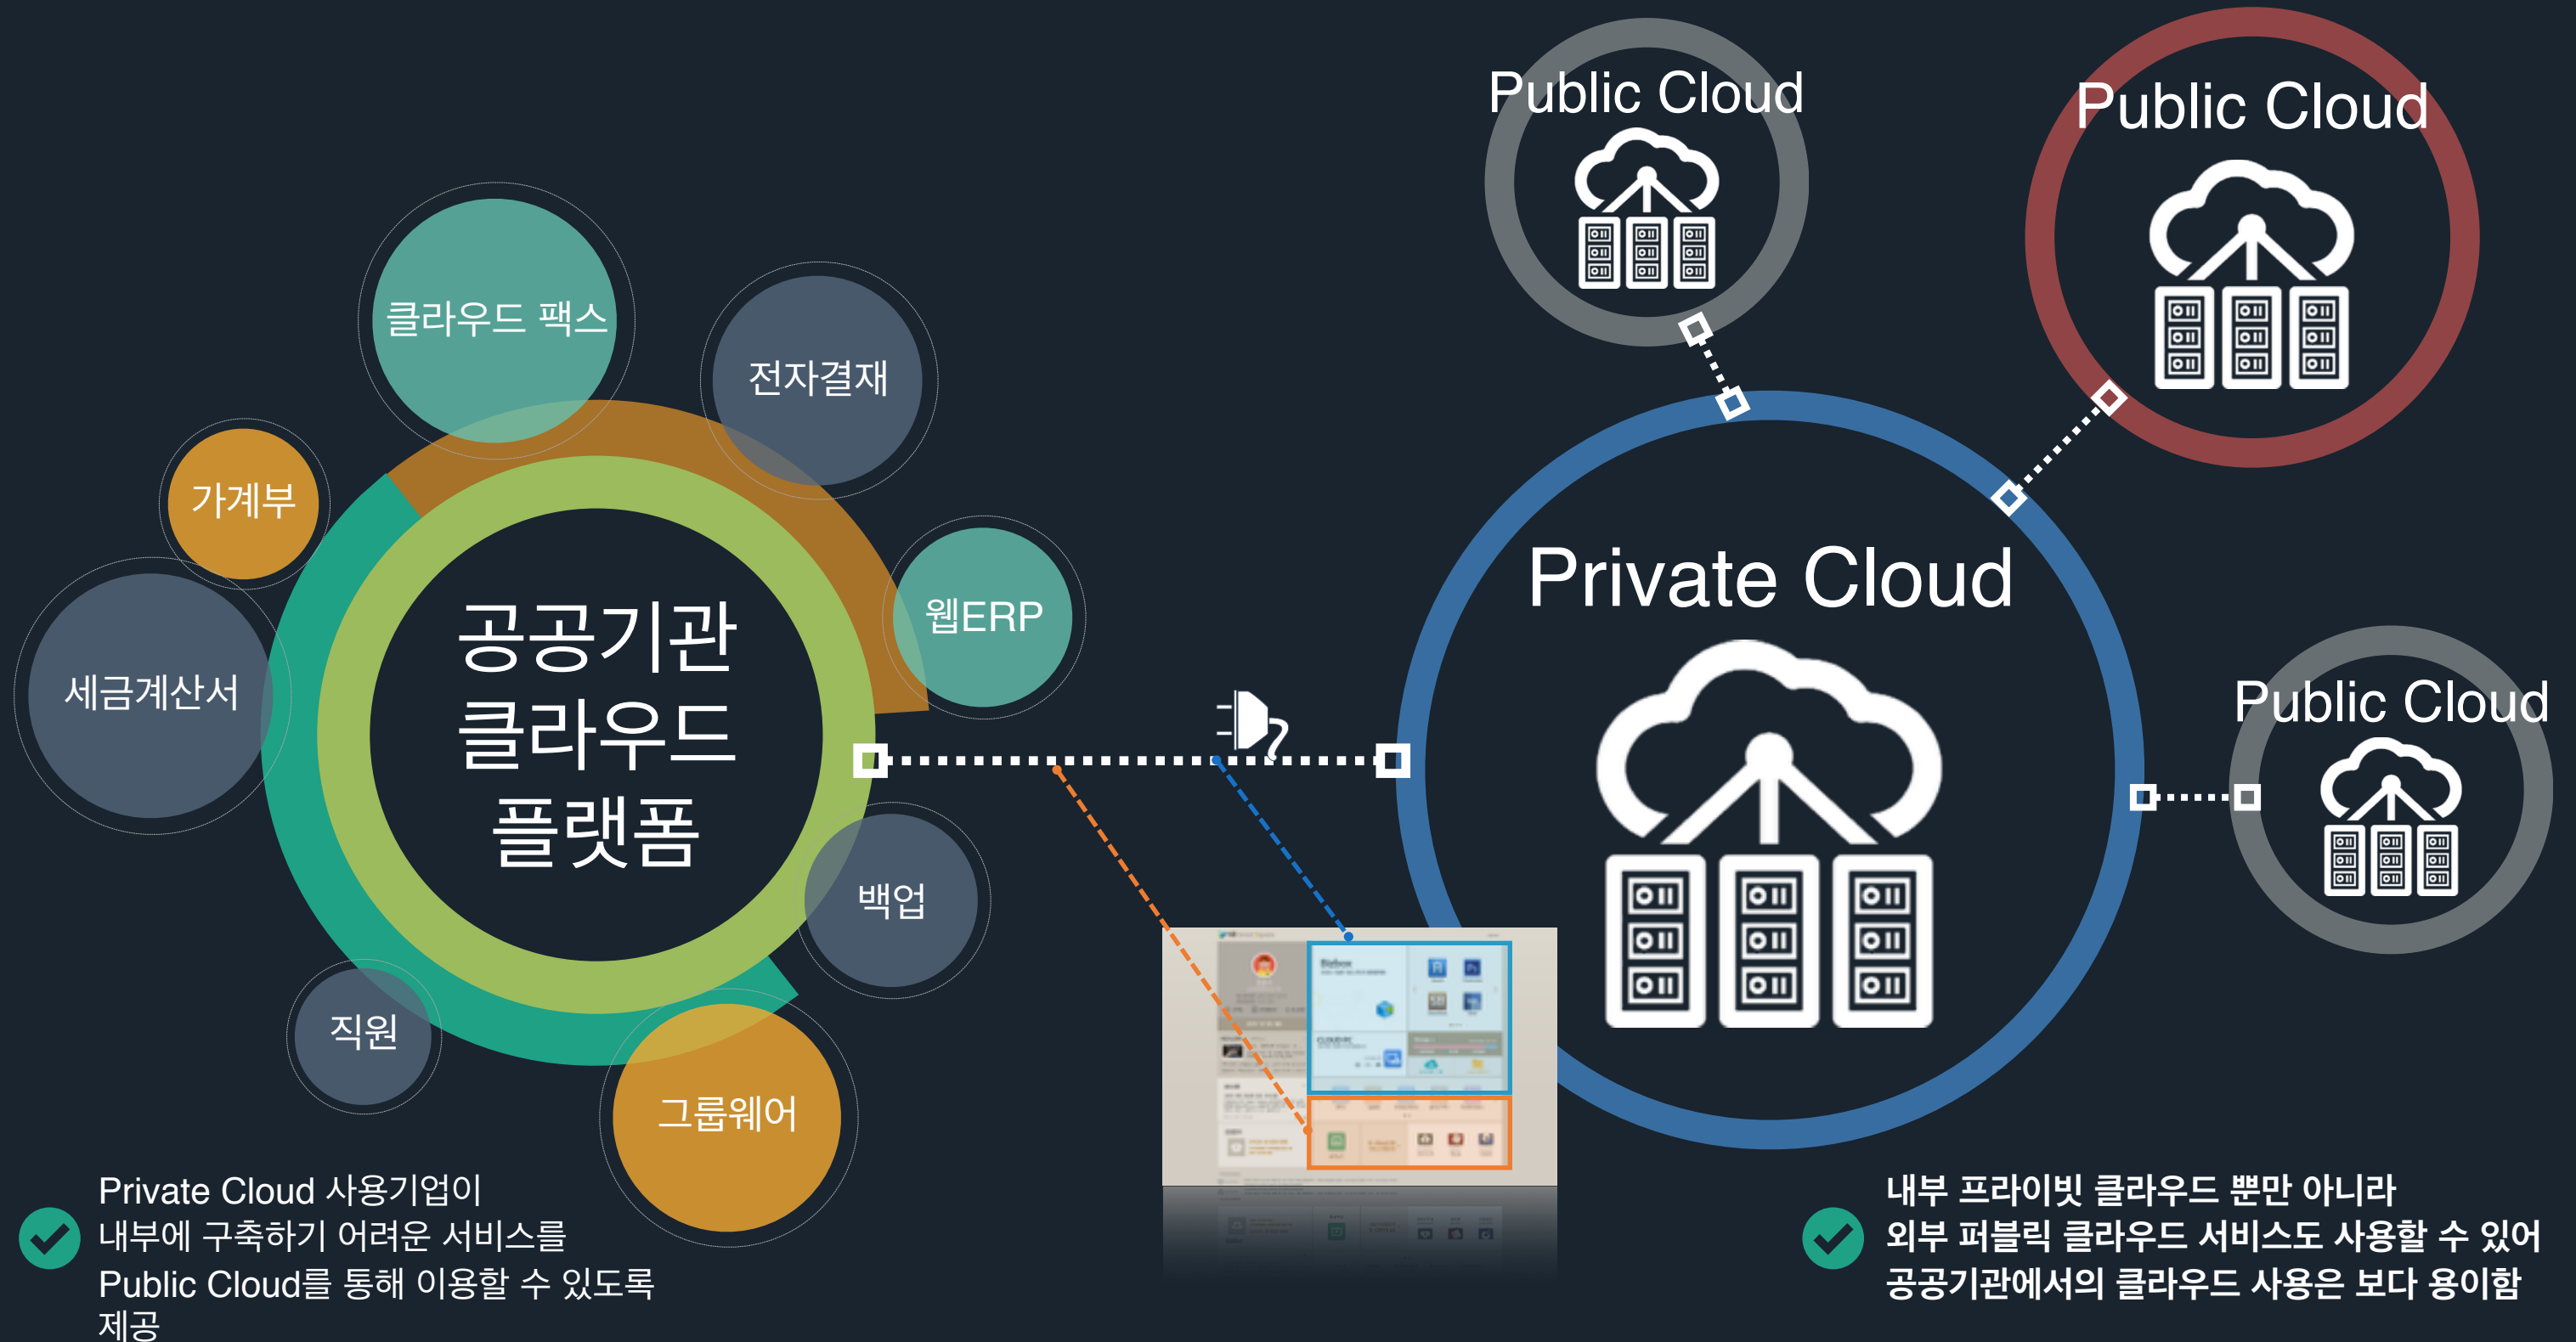 Public Cloud
Public Cloud
클라우드 팩스
전자결재
가계부
웹ERP
세금계산서
공공기관
클라우드
플랫폼
Private Cloud
Public Cloud
백업
직원
그룹웨어
Private Cloud 사용기업이
내부에 구축하기 어려운 서비스를
Public Cloud를 통해 이용할 수 있도록
제공
내부 프라이빗 클라우드 뿐만 아니라
외부 퍼블릭 클라우드 서비스도 사용할 수 있어
공공기관에서의 클라우드 사용은 보다 용이함